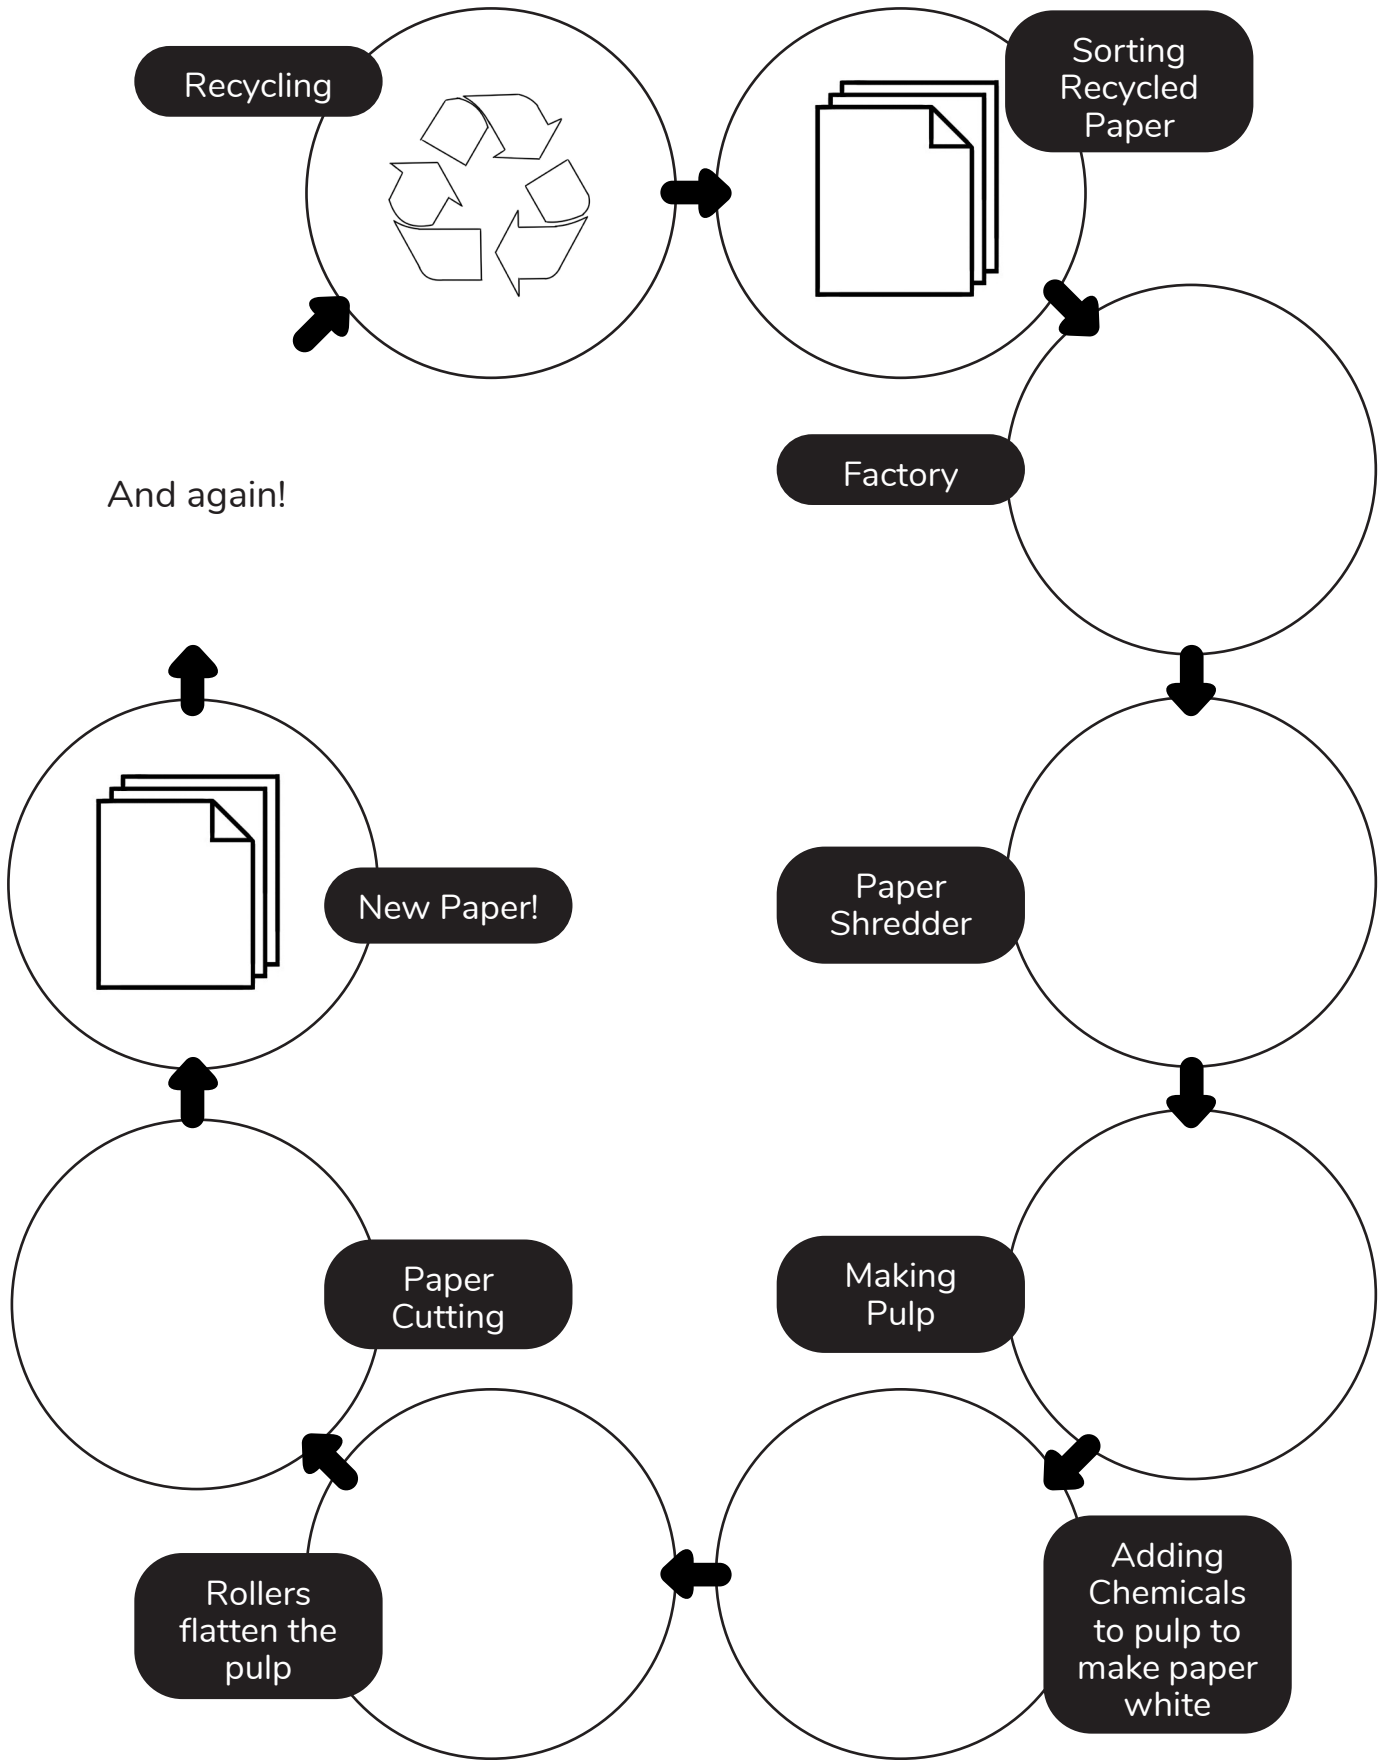 Recycling
Sorting
Recycled
Paper
Factory
And again!
Paper
Shredder
New Paper!
Making
Pulp
Paper
Cutting
Adding
Chemicals
to pulp to
make paper
white
Rollers
flatten the
pulp